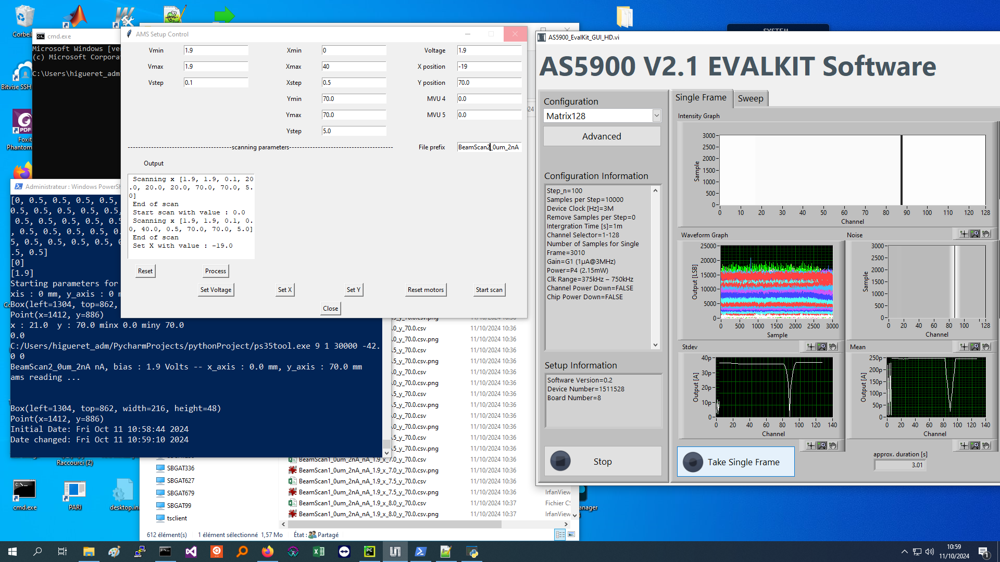 Corbeil
Bitvise SSH
Foxit
Phantom
Raccourci (2)
cmd.exe
PARI
desktop.ini
SYSTEM
cmd.exe
Microsoft Windows [ver
(c) Microsoft Corporat
C:\Users\higueret_adm
AMS Setup Control
Vmin 1.9 Xmin 0 Voltage 1.9
Vmax 1.9 Xmax 40 X position -19
Vstep 0.1 Xstep 0.5 Y position 70.0
Ymin 70.0 MVU 4 0.0
Ymax 70.0 MVU 5 0.0
Ystep 5.0
----------------------------------------scanning parameters---------------------------------------- File prefix BeamScan2_0um_2nA
Output
Scanning x [1.9, 1.9, 0.1, 20
.0, 20.0, 20.0, 70.0, 70.0, 5.
0]
End of scan
Start scan with value : 0.0
Scanning x [1.9, 1.9, 0.1, 0.
0, 40.0, 0.5, 70.0, 70.0, 5.0]
End of scan
Set X with value : -19.0
Reset Process
Set Voltage Set X Set Y Reset motors Start scan
Close
Administrateur : Windows PowerSh
[0, 0.5, 0.5, 0.5, 0.5,
0.5, 0.5, 0.5, 0.5, 0.5,
0.5, 0.5, 0.5, 0.5, 0.5
, 0.5, 0.5, 0.5, 0.5, 0.
5, 0.5, 0.5, 0.5, 0.5, 0
.5, 0.5]
[0]
[1.9]
Starting parameters for
xis : 0 mm, y_axis : 0 m
Box(left=1304, top=862,
Point(x=1412, y=886)
x : 21.0 y : 70.0 minx 0.0 miny 70.0
0.0
C:/Users/higueret_adm/PycharmProjects/pythonProject/ps35tool.exe 9 1 30000 -42.
0 0
BeamScan2_0um_2nA nA, bias : 1.9 Volts -- x_axis : 0.0 mm, y_axis : 70.0 mm
ams reading ...
Box(left=1304, top=862, width=216, height=48)
Point(x=1412, y=886)
Initial Date: Fri Oct 11 10:58:44 2024
Date changed: Fri Oct 11 10:59:10 2024
.0_y_70.0.csv 11/10/2024 10:36
.0_y_70.0.csv.png 11/10/2024 10:36
.5_y_70.0.csv 11/10/2024 10:36
.5_y_70.0.csv.png 11/10/2024 10:36
.0_y_70.0.csv 11/10/2024 10:36
.0_y_70.0.csv.png 11/10/2024 10:36
.5_y_70.0.csv 11/10/2024 10:36
.5_y_70.0.csv.png 11/10/2024 10:36
.0_y_70.0.csv 11/10/2024 10:36
.0_y_70.0.csv.png 11/10/2024 10:36
.5_y_70.0.csv 11/10/2024 10:36
.5_y_70.0.csv.png 11/10/2024 10:36
BeamScan1_0um_2nA_nA_1.9_x_7.0_y_70.0.csv 11/10/2024 10:36
BeamScan1_0um_2nA_nA_1.9_x_7.0_y_70.0.csv.png 11/10/2024 10:36
BeamScan1_0um_2nA_nA_1.9_x_7.5_y_70.0.csv 11/10/2024 10:36
BeamScan1_0um_2nA_nA_1.9_x_7.5_y_70.0.csv.png 11/10/2024 10:36 IrfanView
BeamScan1_0um_2nA_nA_1.9_x_8.0_y_70.0.csv 11/10/2024 10:37 Fichier CS
BeamScan1_0um_2nA_nA_1.9_x_8.0_y_70.0.csv.png 11/10/2024 10:37 IrfanView
SBGAT336
SBGAT627
SBGAT679
SBGAT99
tsclient
612 élément(s) 1 élément sélectionné 1,57 Mo État : Partagé
anager
AS5900_EvalKit_GUI_HD.vi
AS5900 V2.1 EVALKIT Software
Configuration
Matrix128
Advanced
Configuration Information
Step_n=100
Samples per Step=10000
Device Clock [Hz]=3M
Remove Samples per Step=0
Intergration Time [s]=1m
Channel Selector=1-128
Number of Samples for Single
Frame=3010
Gain=G1 (1µA@3MHz)
Power=P4 (2.15mW)
Clk Range=375kHz – 750kHz
Channel Power Down=FALSE
Chip Power Down=FALSE
Setup Information
Software Version=0.2
Device Number=1511528
Board Number=8
Stop
Single Frame Sweep
Intensity Graph
Sample
3000
2500
2000
1500
1000
500
0
0 10 20 30 40 50 60 70 80 90 100 110 120 128
Channel
Waveform Graph
Output [LSB]
25000
20000
15000
10000
5000
0
0 500 1000 1500 2000 2500 3000
Sample
Noise
Sample
3000
2500
2000
1500
1000
500
0
0 20 40 60 80 100 128
Channel
Stdev
Output [A]
40p
30p
20p
10p
0
0 20 40 60 80 100 120 140
Channel
Mean
Output [A]
250p
200p
150p
100p
50p
0
0 20 40 60 80 100 120 140
Channel
Take Single Frame
approx. duration [s]
3.01
10:59
11/10/2024
1